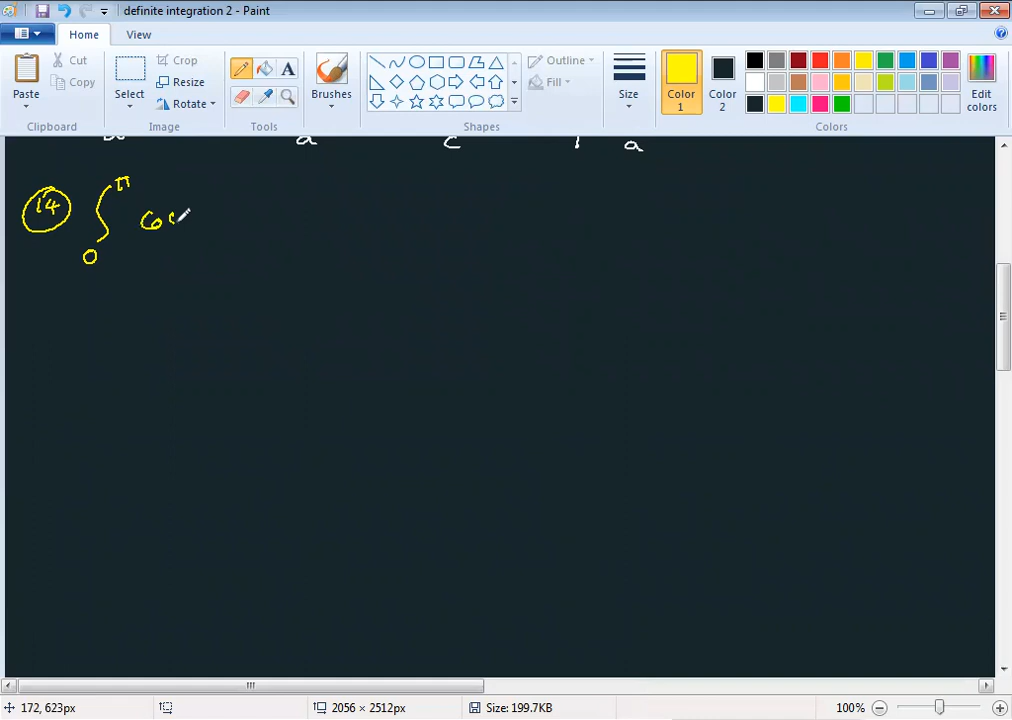 definite integration 2 - Paint
Home View
Paste
Cut
Copy
Clipboard
Select
Crop
Resize
Rotate
Image
A
Tools
Brushes
Shapes
Outline
Fill
Size
Color 1
Color 2
Edit colors
Colors
a c a
14 ∫ π
0
172, 623px 2056 × 2512px Size: 199.7KB 100%